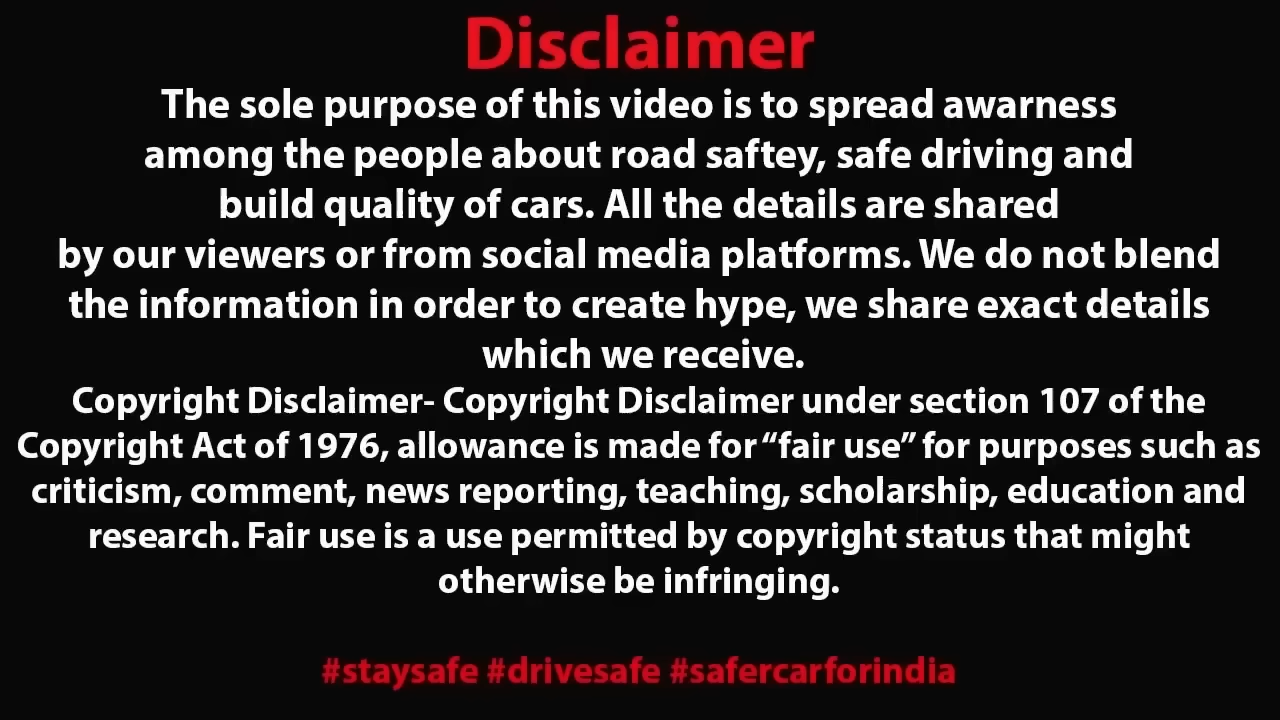 Disclaimer
The sole purpose of this video is to spread awarness
among the people about road saftey, safe driving and
build quality of cars. All the details are shared
by our viewers or from social media platforms. We do not blend
the information in order to create hype, we share exact details
which we receive.
Copyright Disclaimer- Copyright Disclaimer under section 107 of the
Copyright Act of 1976, allowance is made for “fair use” for purposes such as
criticism, comment, news reporting, teaching, scholarship, education and
research. Fair use is a use permitted by copyright status that might
otherwise be infringing.
#staysafe #drivesafe #safercarforindia